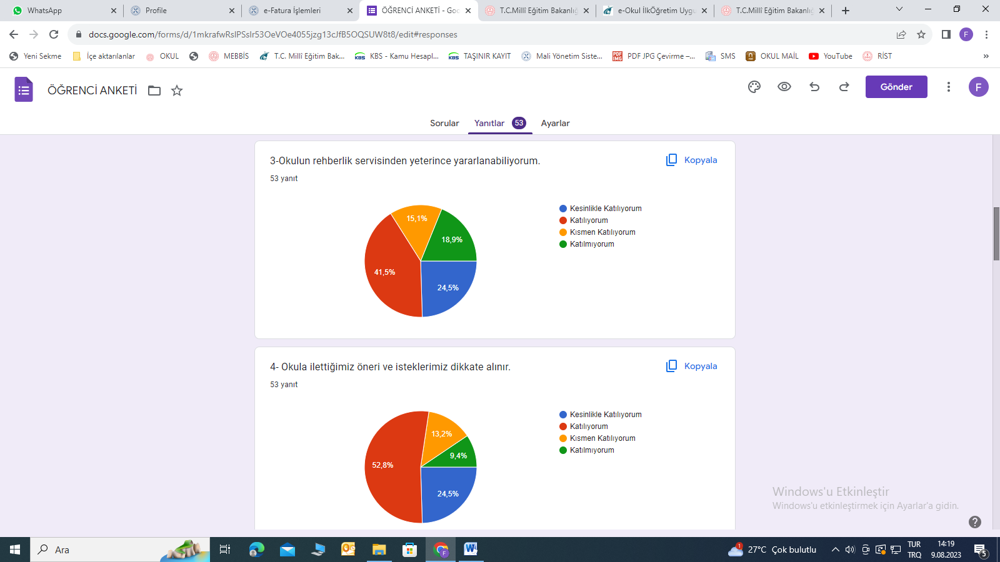 WhatsApp
Profile
e-Fatura İşlemleri
ÖĞRENCİ ANKETİ - Goo
T.C.Millî Eğitim Bakanlığ
e-Okul İlkÖğretim Uygu
T.C.Millî Eğitim Bakanlığ
docs.google.com/forms/d/1mkrafwRslPSslr53OeVOe4055jzg13cJfB5OQSUW8t8/edit#responses
F
Yeni Sekme
İçe aktarılanlar
OKUL
MEBBİS
T.C. Millî Eğitim Bak...
KBS - Kamu Hesapl...
TAŞINIR KAYIT
Mali Yönetim Siste...
PDF JPG Çevirme –...
SMS
OKUL MAİL
YouTube
RİST
»
ÖĞRENCİ ANKETİ
Gönder
F
Sorular
Yanıtlar 53
Ayarlar
3-Okulun rehberlik servisinden yeterince yararlanabiliyorum.
Kopyala
53 yanıt
Kesinlikle Katılıyorum
Katılıyorum
Kısmen Katılıyorum
Katılmıyorum
15,1%
18,9%
41,5%
24,5%
4- Okula ilettiğimiz öneri ve isteklerimiz dikkate alınır.
Kopyala
53 yanıt
Kesinlikle Katılıyorum
Katılıyorum
Kısmen Katılıyorum
Katılmıyorum
13,2%
9,4%
52,8%
24,5%
Windows'u Etkinleştir
Windows'u etkinleştirmek için Ayarlar'a gidin.
Ara
1
27°C Çok bulutlu
TUR
TRQ
14:19
9.08.2023
5